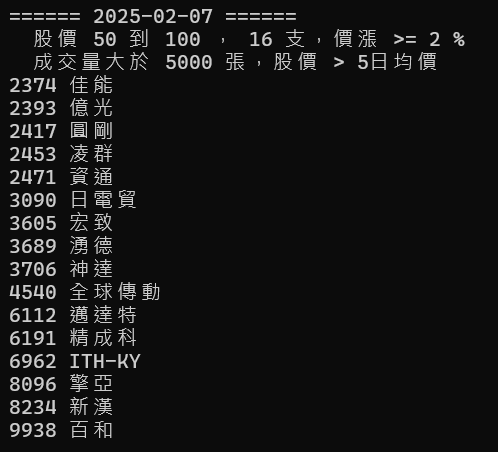 ====== 2025-02-07 ======
股價 50 到 100 ， 16 支，價漲 >= 2 %
成交量大於 5000 張，股價 > 5日均價
2374 佳能
2393 億光
2417 圓剛
2453 凌群
2471 資通
3090 日電貿
3605 宏致
3689 湧德
3706 神達
4540 全球傳動
6112 邁達特
6191 精成科
6962 ITH-KY
8096 擎亞
8234 新漢
9938 百和